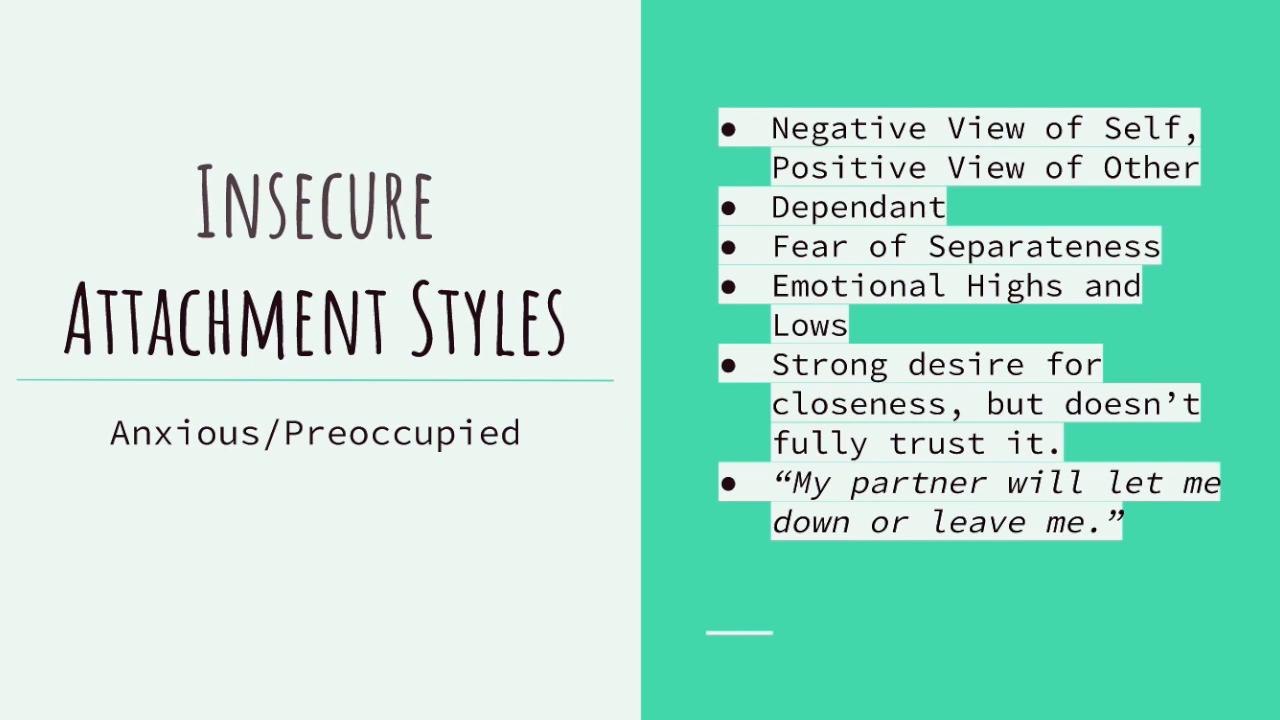 Insecure
Attachment Styles
Anxious/Preoccupied
● Negative View of Self,
Positive View of Other
● Dependant
● Fear of Separateness
● Emotional Highs and
Lows
● Strong desire for
closeness, but doesn’t
fully trust it.
● “My partner will let me
down or leave me.”